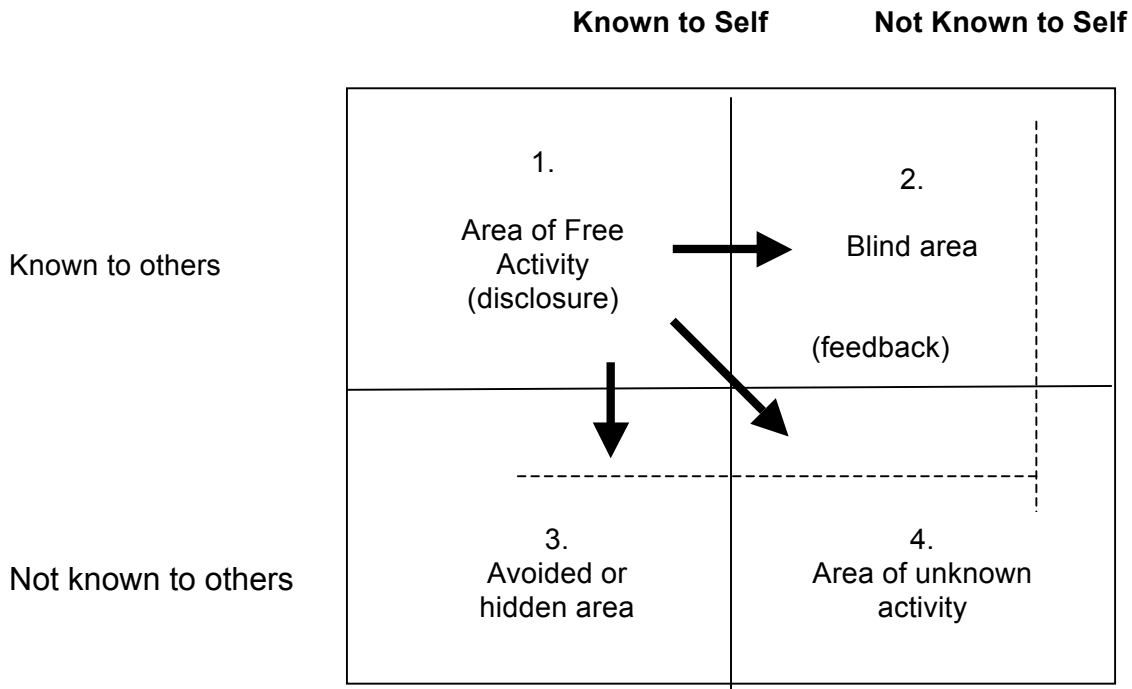 Known to Self Not Known to Self
1.
Area of Free
Activity
(disclosure)
2.
Blind area
(feedback)
Known to others
3.
Avoided or
hidden area
4.
Area of unknown
activity
Not known to others